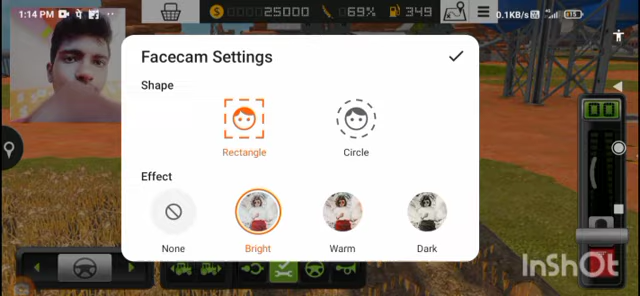 1:14 PM
25000
69%
349
0.1KB/s
Facecam Settings
Shape
Rectangle
Circle
Effect
None
Bright
Warm
Dark
00
InShot